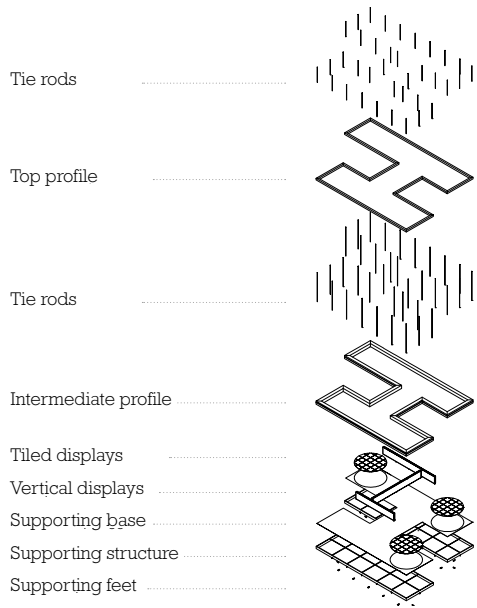 Tie rods
Top profile
Tie rods
Intermediate profile
Tiled displays
Vertical displays
Supporting base
Supporting structure
Supporting feet